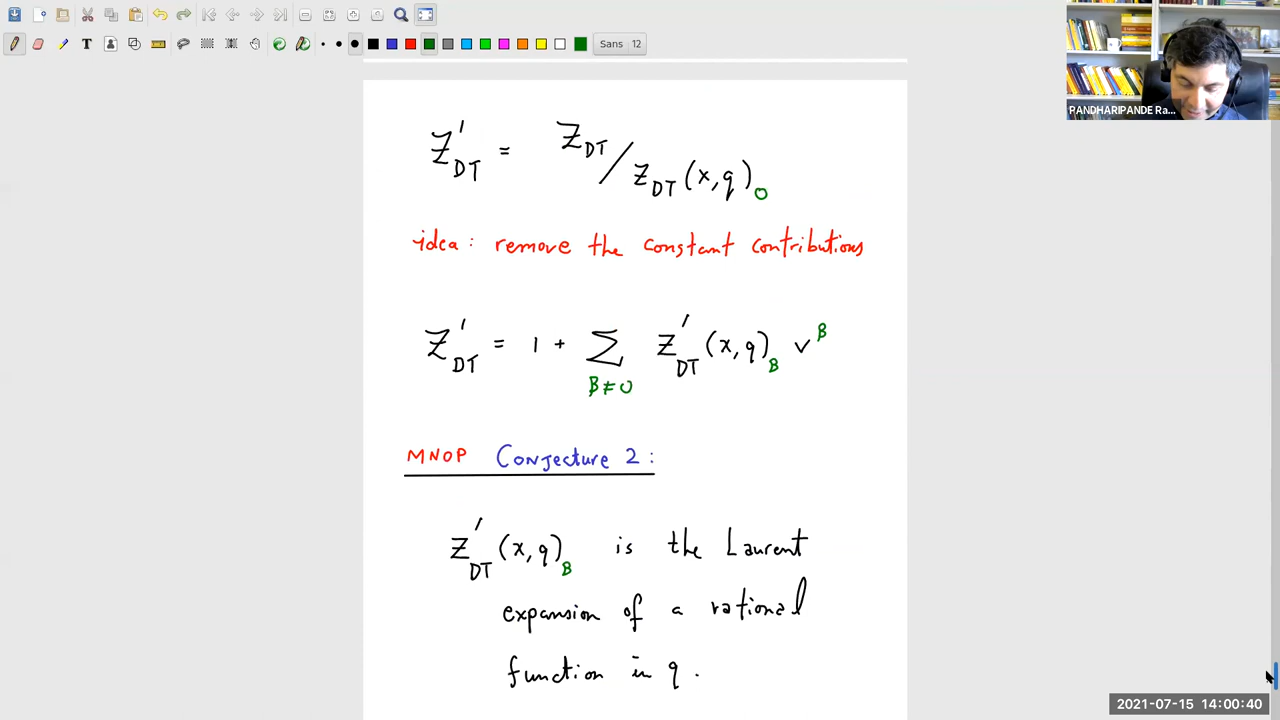 Sans 12
PANDHARIPANDE Ra...
Z'_DT = Z_DT / Z_DT (x,q)_0
idea: remove the constant contributions
Z'_DT = 1 + ∑_{β≠0} Z'_DT (x,q)_β v^β
MNOP Conjecture 2:
Z'_DT (x,q)_β is the Laurent
expansion of a rational
function in q.
2021-07-15 14:00:40